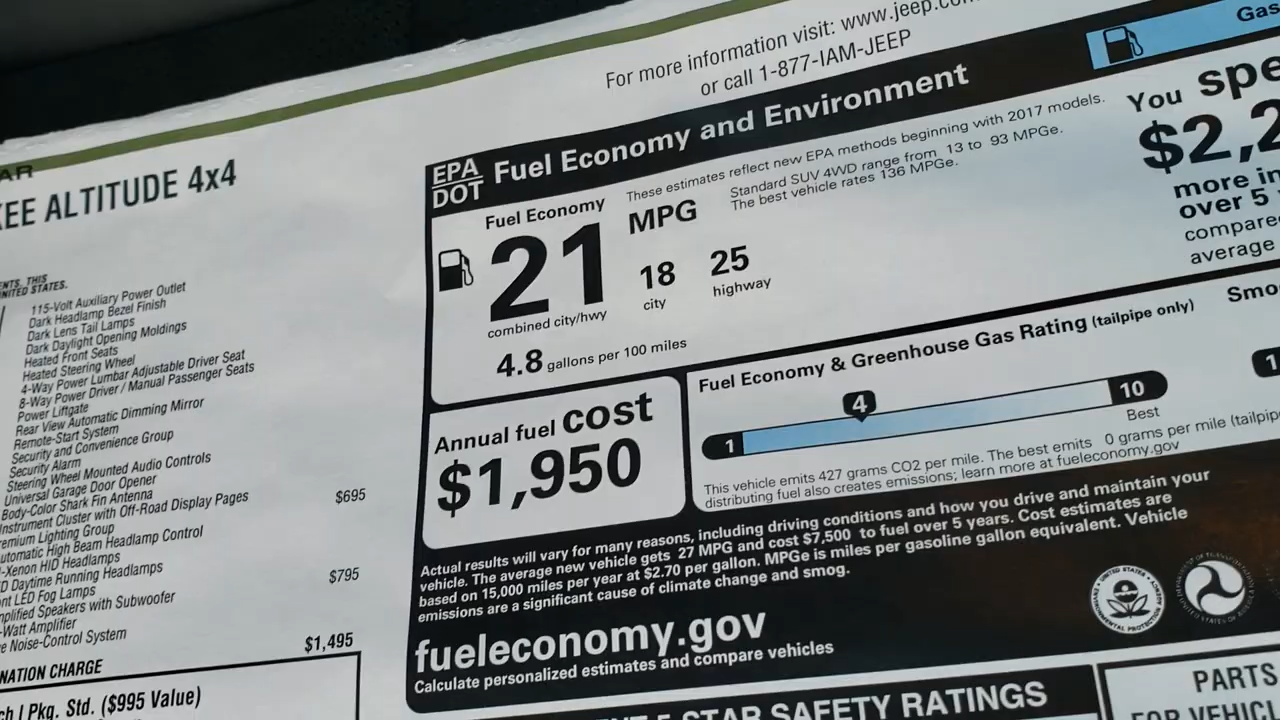 For more information visit: www.jeep.com
or call 1-877-IAM-JEEP
ALTITUDE 4x4
UNITED STATES.
115-Volt Auxiliary Power Outlet
Dark Headlamp Bezel Finish
Dark Lens Tail Lamps
Dark Daylight Opening Moldings
Heated Front Seats
Heated Steering Wheel
4-Way Power Lumbar Adjustable Driver Seat
8-Way Power Driver / Manual Passenger Seats
Power Liftgate
Rear View Automatic Dimming Mirror
Remote-Start System
Security and Convenience Group
Security Alarm
Steering Wheel Mounted Audio Controls
Universal Garage Door Opener
Body-Color Shark Fin Antenna
Instrument Cluster with Off-Road Display Pages
$695
Lighting Group
Automatic High Beam Headlamp Control
Xenon HID Headlamps
Daytime Running Headlamps
$795
LED Fog Lamps
Amplified Speakers with Subwoofer
Watt Amplifier
Noise-Control System
$1,495
CHARGE
Pkg. Std. ($995 Value)
EPA
DOT
Fuel Economy and Environment
Gas
These estimates reflect new EPA methods beginning with 2017 models.
Fuel Economy
21
MPG
Standard SUV 4WD range from 13 to 93 MPGe.
The best vehicle rates 136 MPGe.
18
city
25
highway
combined city/hwy
4.8 gallons per 100 miles
You spe
$2,2
more in
over 5
compared
average
Annual fuel cost
$1,950
Fuel Economy & Greenhouse Gas Rating (tailpipe only)
Smo
1
4
10
Best
1
This vehicle emits 427 grams CO2 per mile. The best emits 0 grams per mile (tailpip
distributing fuel also creates emissions; learn more at fueleconomy.gov
Actual results will vary for many reasons, including driving conditions and how you drive and maintain your
vehicle. The average new vehicle gets 27 MPG and cost $7,500 to fuel over 5 years. Cost estimates are
based on 15,000 miles per year at $2.70 per gallon. MPGe is miles per gasoline gallon equivalent. Vehicle
emissions are a significant cause of climate change and smog.
fueleconomy.gov
Calculate personalized estimates and compare vehicles
5-STAR SAFETY RATINGS
PARTS
FOR VEHICL